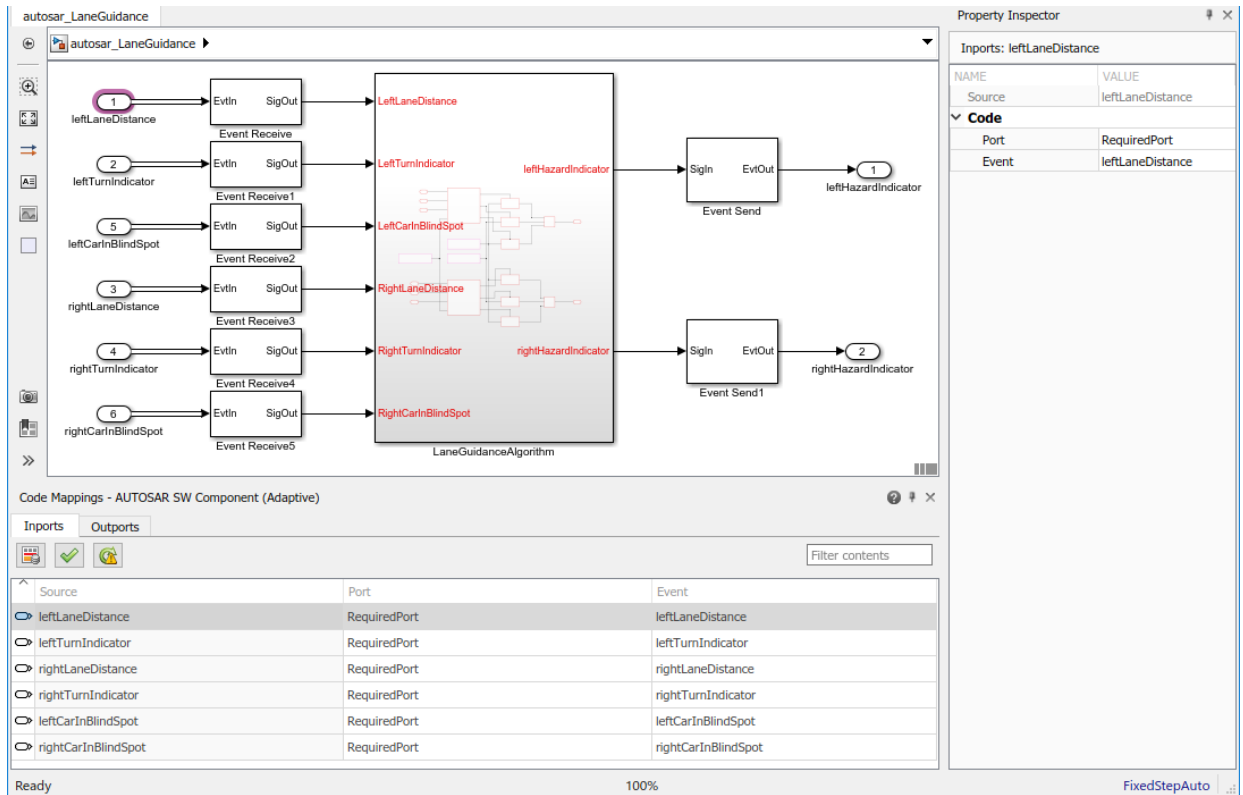 autosar_LaneGuidance
autosar_LaneGuidance
1
leftLaneDistance
EvtIn SigOut
Event Receive
2
leftTurnIndicator
EvtIn SigOut
Event Receive1
5
leftCarInBlindSpot
EvtIn SigOut
Event Receive2
3
rightLaneDistance
EvtIn SigOut
Event Receive3
4
rightTurnIndicator
EvtIn SigOut
Event Receive4
6
rightCarInBlindSpot
EvtIn SigOut
Event Receive5
LeftLaneDistance
LeftTurnIndicator
LeftCarInBlindSpot
RightLaneDistance
RightTurnIndicator
RightCarInBlindSpot
leftHazardIndicator
rightHazardIndicator
LaneGuidanceAlgorithm
SigIn EvtOut
Event Send
1
leftHazardIndicator
SigIn EvtOut
Event Send1
2
rightHazardIndicator
Property Inspector
Inports: leftLaneDistance
NAME VALUE
Source leftLaneDistance
Code
Port RequiredPort
Event leftLaneDistance
Code Mappings - AUTOSAR SW Component (Adaptive)
Inports Outports
Filter contents
Source Port Event
leftLaneDistance RequiredPort leftLaneDistance
leftTurnIndicator RequiredPort leftTurnIndicator
rightLaneDistance RequiredPort rightLaneDistance
rightTurnIndicator RequiredPort rightTurnIndicator
leftCarInBlindSpot RequiredPort leftCarInBlindSpot
rightCarInBlindSpot RequiredPort rightCarInBlindSpot
Ready 100% FixedStepAuto